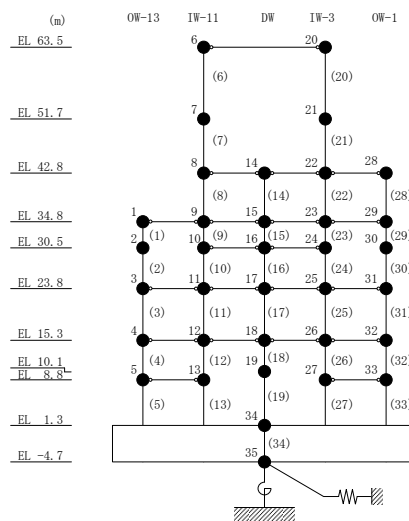 (m) OW-13 IW-11 DW IW-3 OW-1
EL 63.5 6 20
(6) (20)
EL 51.7 7 21
(7) (21)
EL 42.8 8 14 22 28
(8) (14) (22) (28)
EL 34.8 1 9 15 23 29
(1) (9) (15) (23) (29)
EL 30.5 2 10 16 24 30
(2) (10) (16) (24) (30)
EL 23.8 3 11 17 25 31
(3) (11) (17) (25) (31)
EL 15.3 4 12 18 26 32
(4) (12) (18) (26) (32)
EL 10.1 19
EL 8.8 5 13 27 33
(5) (13) (19) (27) (33)
EL 1.3 34
(34)
EL -4.7 35